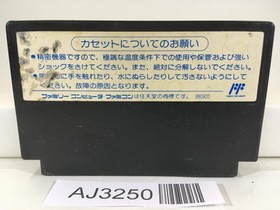 カセットについてのお願い
●精密機器ですので、極端な温度条件下での使用や保管および強い
ショックをさけてください。また、絶対に分解しないでください。
に手を触れたり、水にぬらしたりして汚さないようにして
ください。故障の原因となります。
ファミリーコンピュータ・ファミコンは任天堂の商標です。
AJ3250